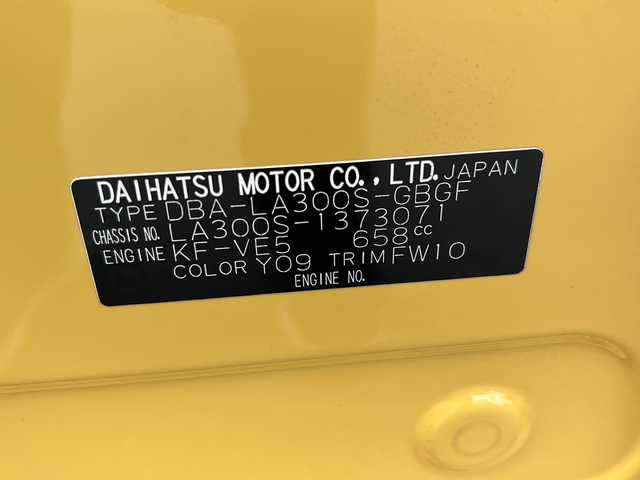 DAIHATSU MOTOR CO., LTD. JAPAN
TYPE DBA-LA300S-GBGF
CHASSIS NO. LA300S-1373071
ENGINE KF-VE5 658cc
COLOR Y09 TRIM FW10
ENGINE NO.